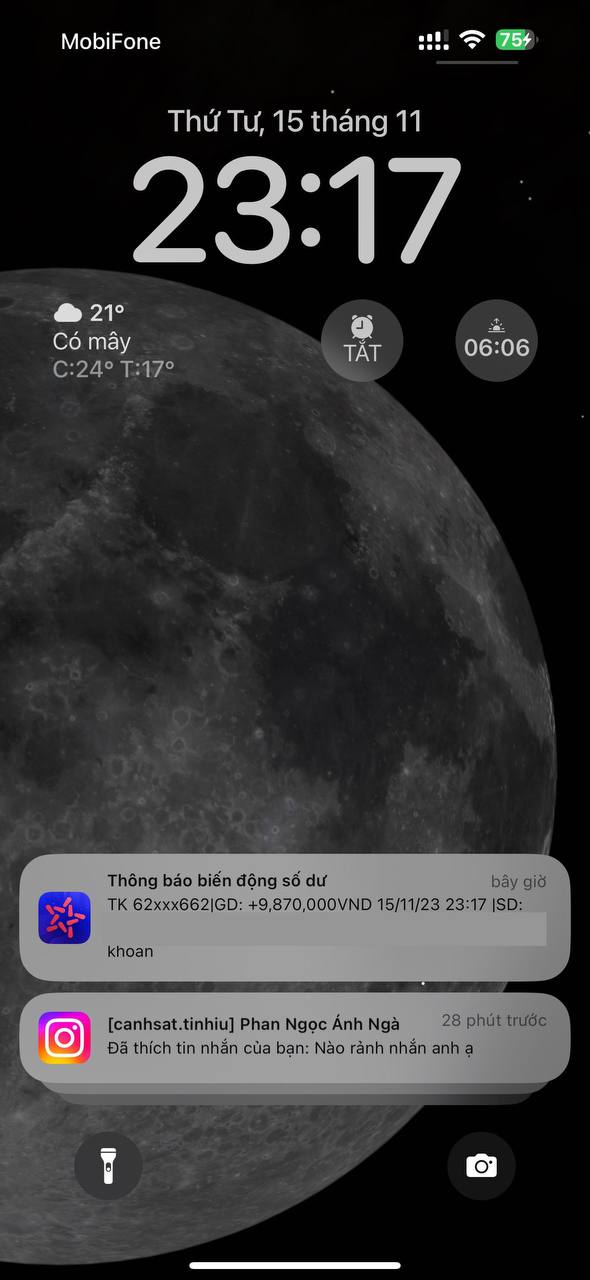 MobiFone
75
Thứ Tư, 15 tháng 11
23:17
21°
Có mây
C:24° T:17°
TẮT
06:06
Thông báo biến động số dư
bây giờ
TK 62xxx662|GD: +9,870,000VND 15/11/23 23:17 |SD:
khoan
[canhsat.tinhiu] Phan Ngọc Ánh Ngà
28 phút trước
Đã thích tin nhắn của bạn: Nào rảnh nhắn anh ạ